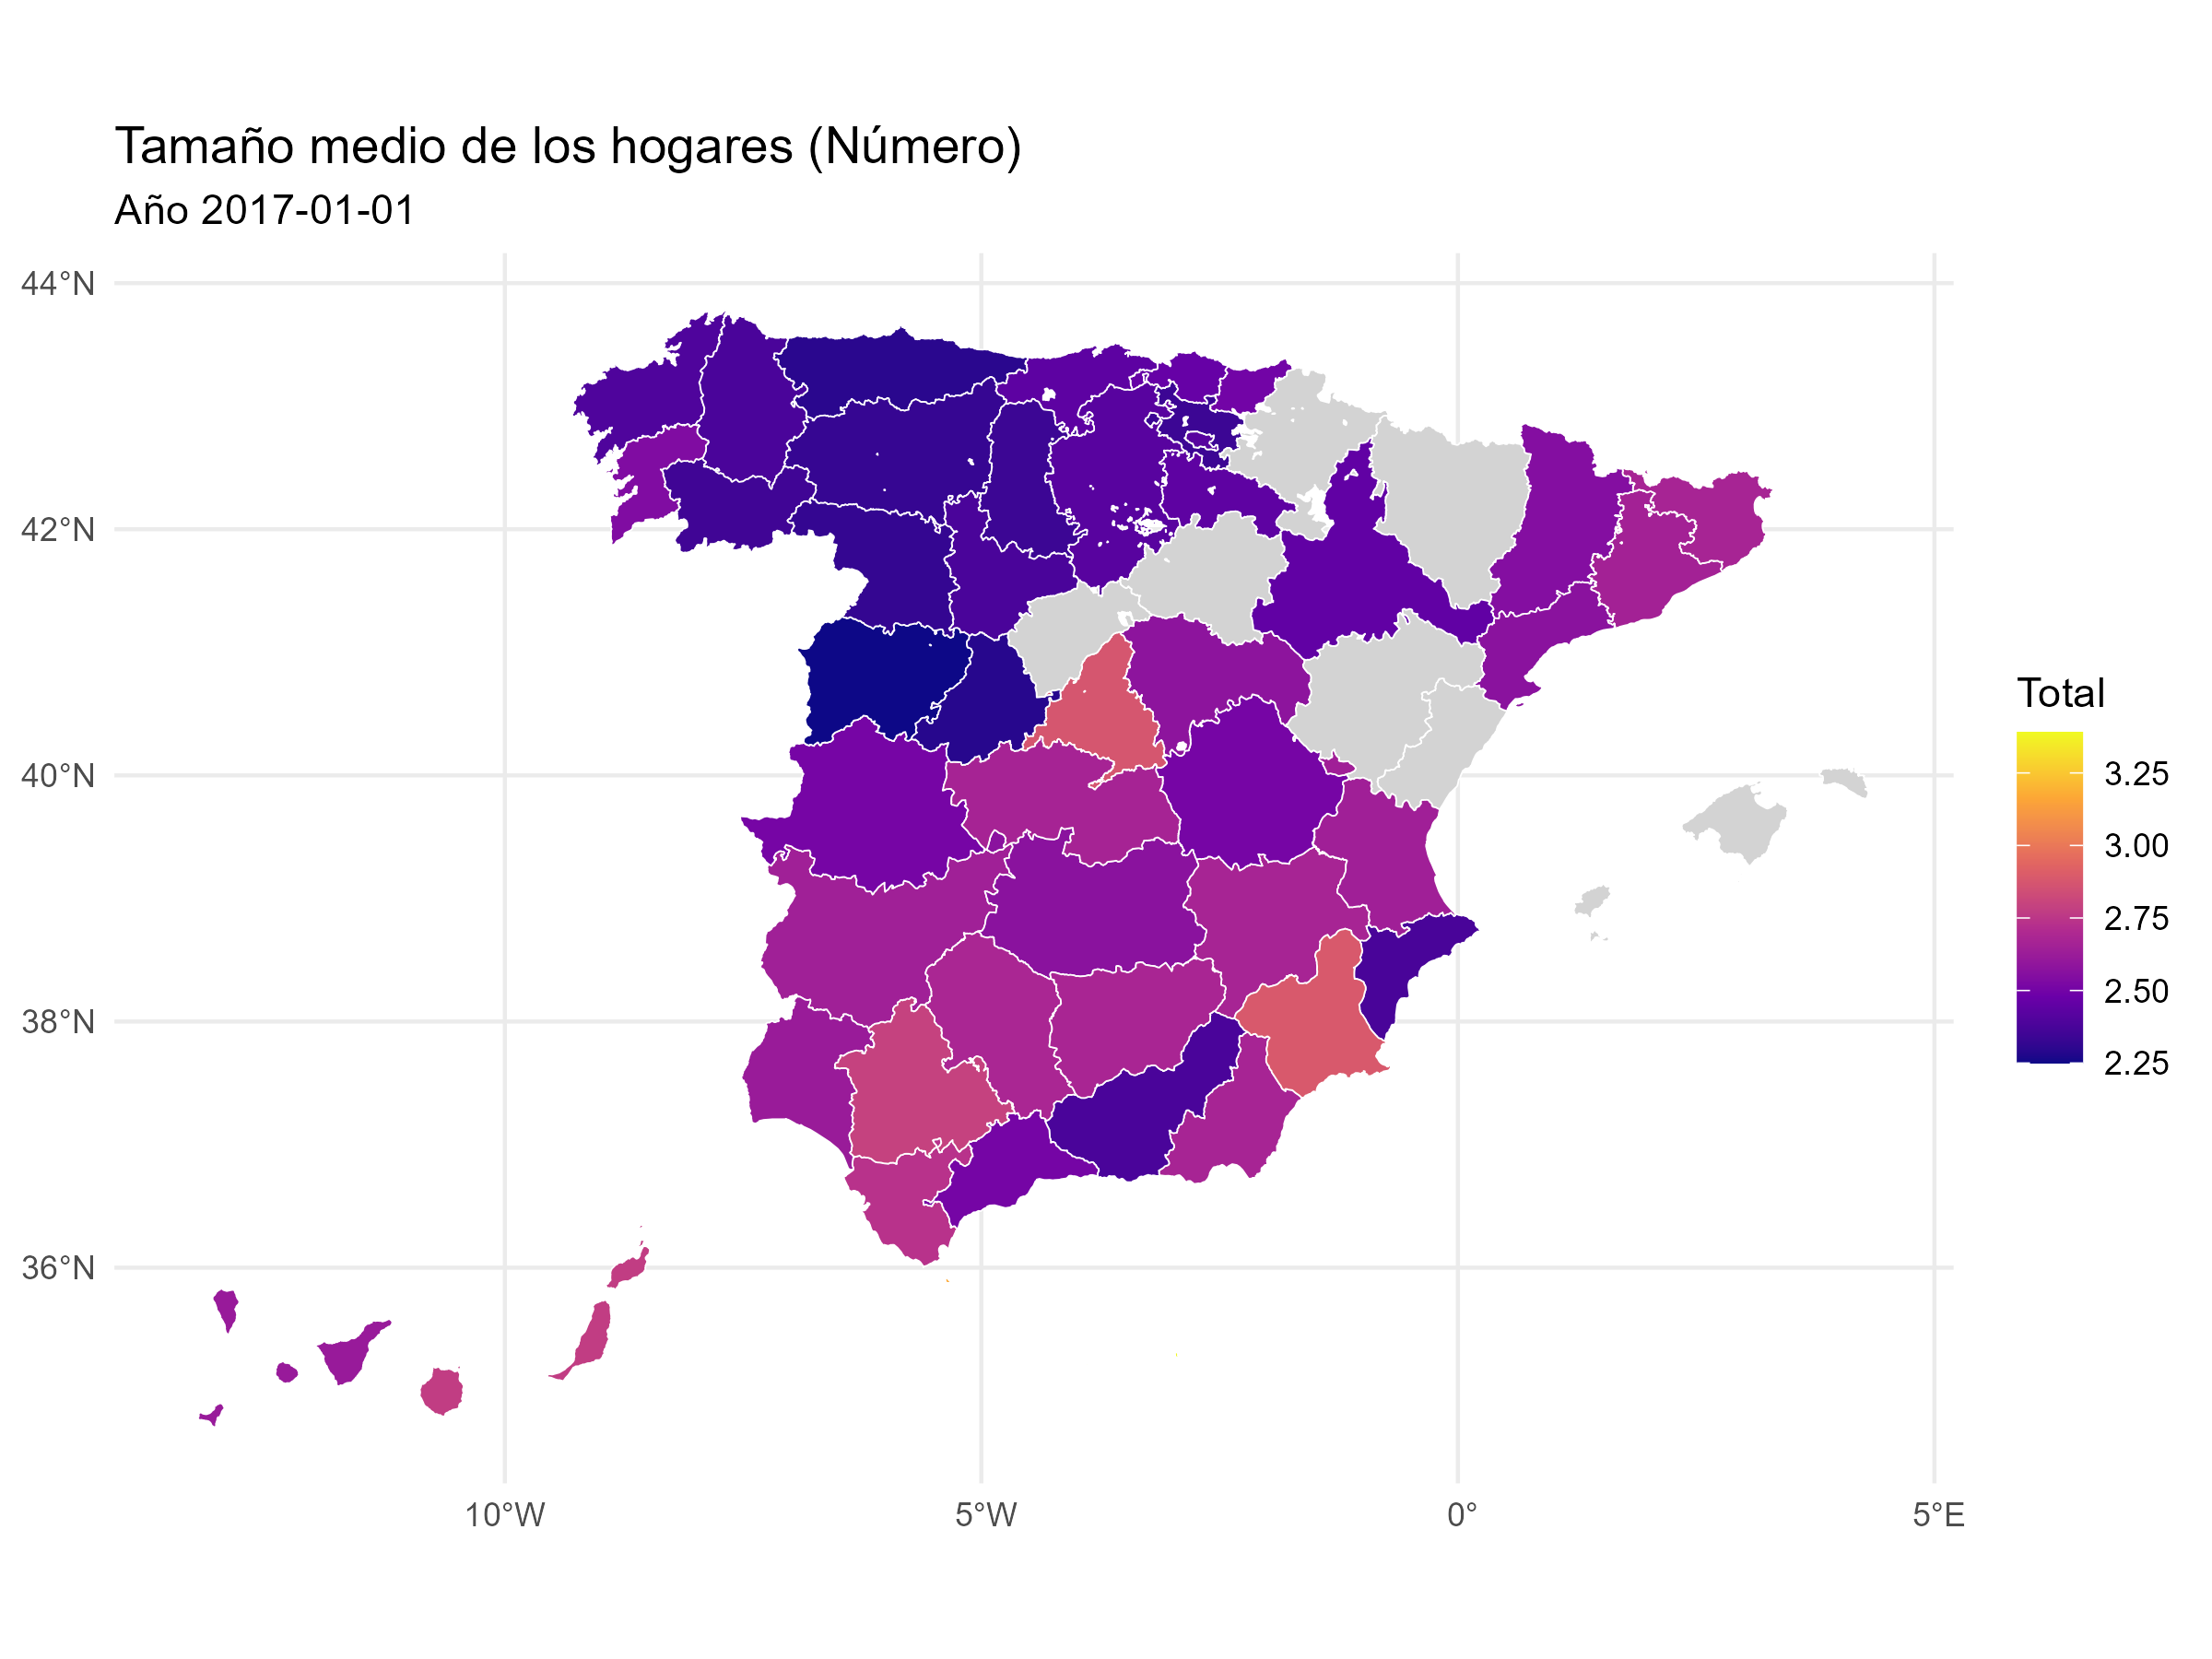 Tamaño medio de los hogares (Número)
Año 2017-01-01
44°N
42°N
40°N
38°N
36°N
10°W
5°W
0°
5°E
Total
3.25
3.00
2.75
2.50
2.25